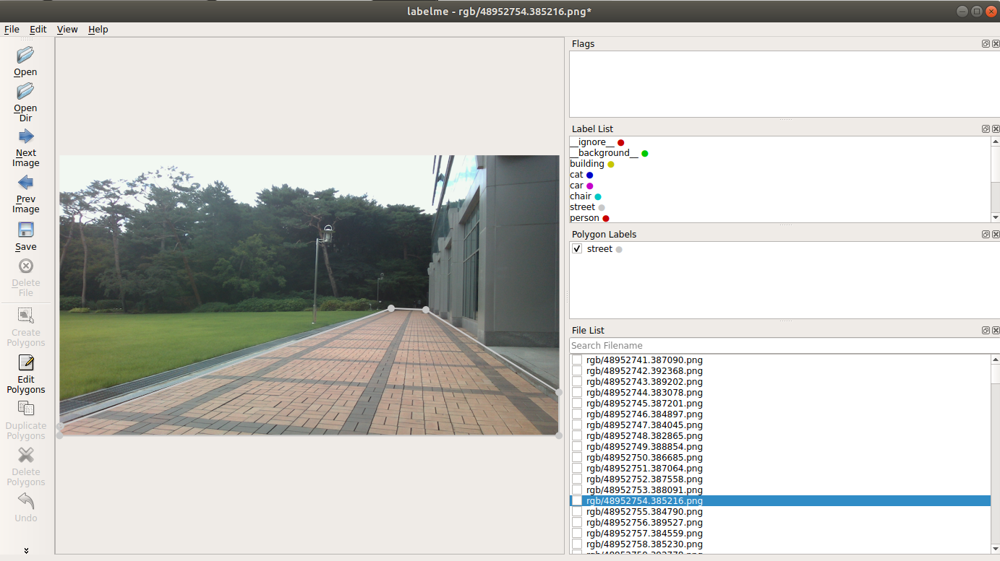 labelme - rgb/48952754.385216.png*
File Edit View Help
Open
Open
Dir
Next
Image
Prev
Image
Save
Delete
File
Create
Polygons
Edit
Polygons
Duplicate
Polygons
Delete
Polygons
Undo
Flags
Label List
__ignore__
__background__
building
cat
car
chair
street
person
Polygon Labels
street
File List
Search Filename
rgb/48952741.387090.png
rgb/48952742.392368.png
rgb/48952743.389202.png
rgb/48952744.383078.png
rgb/48952745.387201.png
rgb/48952746.384897.png
rgb/48952747.384045.png
rgb/48952748.382865.png
rgb/48952749.388854.png
rgb/48952750.386685.png
rgb/48952751.387064.png
rgb/48952752.387558.png
rgb/48952753.388091.png
rgb/48952754.385216.png
rgb/48952755.384790.png
rgb/48952756.389527.png
rgb/48952757.384559.png
rgb/48952758.385230.png